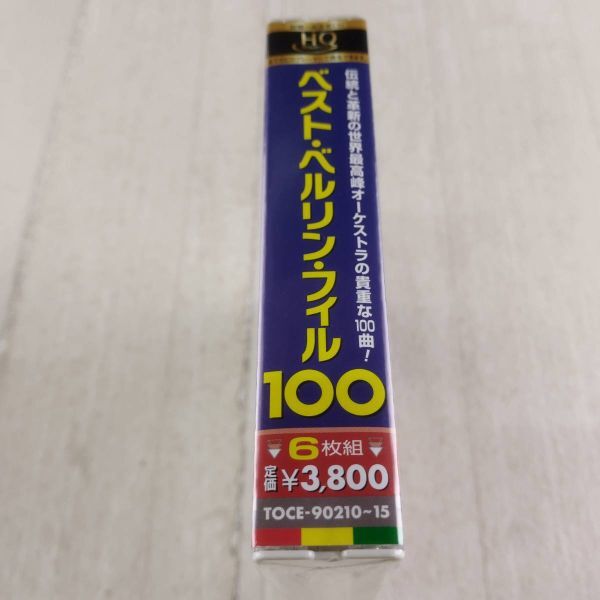 HQ
伝統と革新の世界最高峰オーケストラの貴重な100曲!
ベスト・ベルリン・フィル
100
6枚組
定価 ¥3,800
TOCE-90210~15